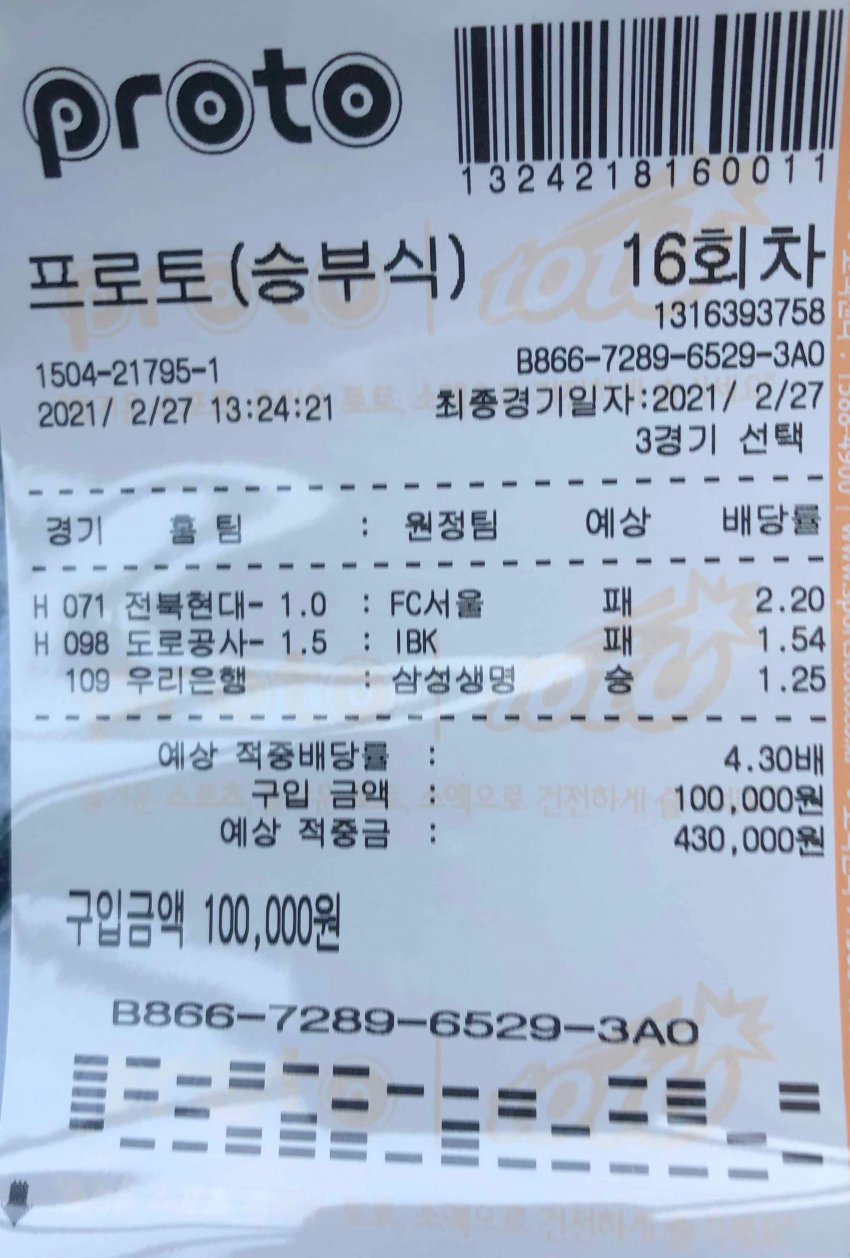 proto
1324218160011
프로토(승부식) 16회차
1316393758
1504-21795-1 B866-7289-6529-3A0
2021/ 2/27 13:24:21 최종경기일자:2021/ 2/27
3경기 선택
경기 홈 팀 : 원정팀 예상 배당률
H 071 전북현대- 1.0 : FC서울 패 2.20
H 098 도로공사- 1.5 : IBK 패 1.54
109 우리은행 : 삼성생명 승 1.25
예상 적중배당률 : 4.30배
구입 금액 : 100,000원
예상 적중금 : 430,000원
구입금액 100,000원
B866-7289-6529-3A0